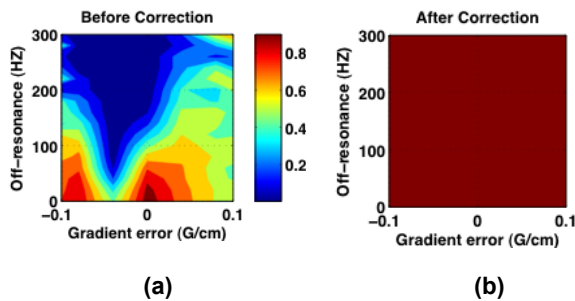 Before Correction
300
200
100
0
Off-resonance (HZ)
-0.1 0 0.1
Gradient error (G/cm)
0.8
0.6
0.4
0.2
(a)
After Correction
300
200
100
0
Off-resonance (HZ)
-0.1 0 0.1
Gradient error (G/cm)
(b)